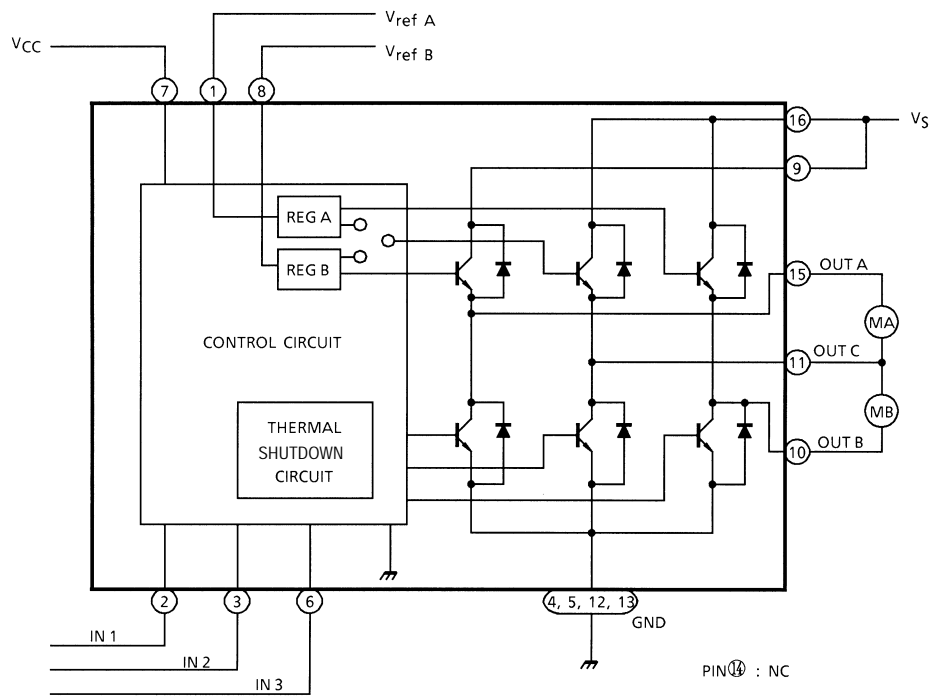 Vref A
VCC
Vref B
7
1
8
16
VS
9
REG A
REG B
15
OUT A
MA
CONTROL CIRCUIT
11
OUT C
MB
THERMAL
SHUTDOWN
CIRCUIT
10
OUT B
2
3
6
4, 5, 12, 13
GND
IN 1
IN 2
IN 3
PIN⑭ : NC